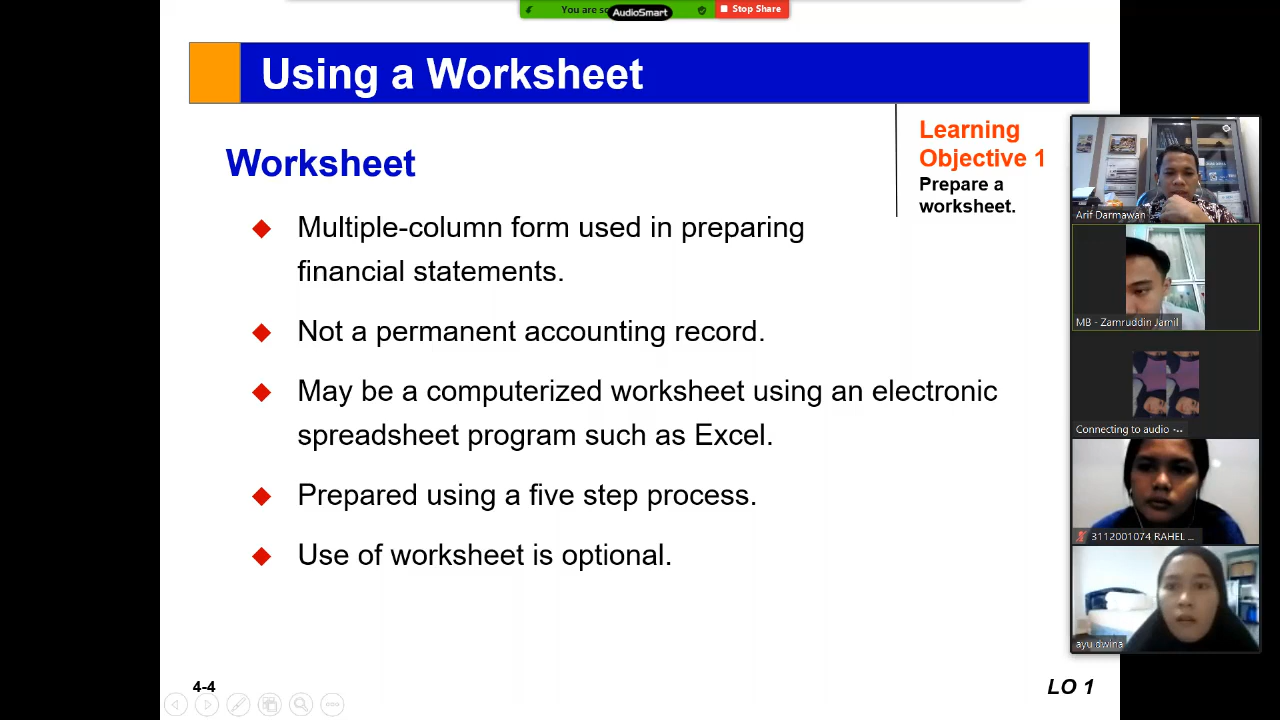 You are sc
AudioSmart
Stop Share
Using a Worksheet
Learning
Objective 1
Prepare a
worksheet.
Worksheet
Multiple-column form used in preparing
financial statements.
Not a permanent accounting record.
May be a computerized worksheet using an electronic
spreadsheet program such as Excel.
Prepared using a five step process.
Use of worksheet is optional.
4-4
LO 1
Arif Darmawan
MB - Zamruddin Jamil
Connecting to audio -...
3112001074 RAHEL ...
ayu dwina